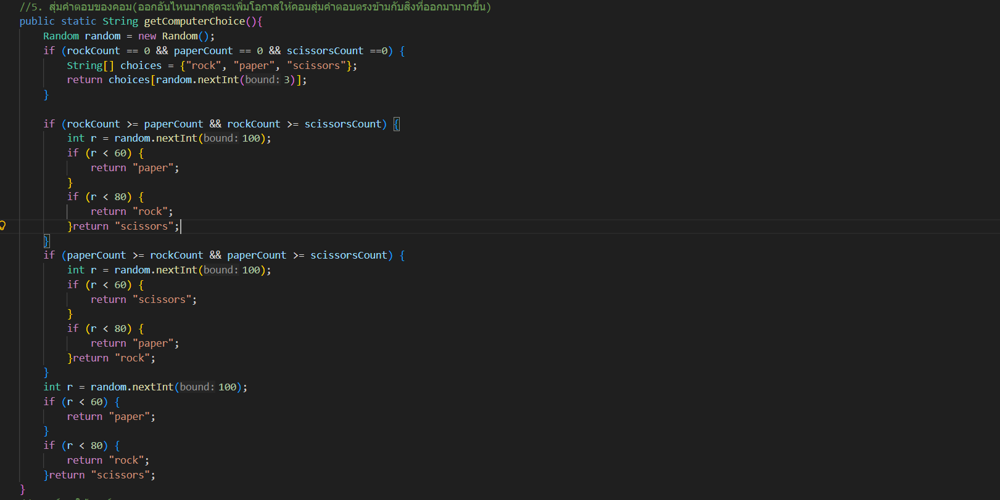 //5. สุ่มคำตอบของคอม(ออกอันไหนมากสุดจะเพิ่มโอกาสให้คอมสุ่มคำตอบตรงข้ามกับสิ่งที่ออกมามากขึ้น)
public static String getComputerChoice(){
Random random = new Random();
if (rockCount == 0 && paperCount == 0 && scissorsCount ==0) {
String[] choices = {"rock", "paper", "scissors"};
return choices[random.nextInt(bound: 3)];
}
if (rockCount >= paperCount && rockCount >= scissorsCount) {
int r = random.nextInt(bound: 100);
if (r < 60) {
return "paper";
}
if (r < 80) {
return "rock";
}return "scissors";
}
if (paperCount >= rockCount && paperCount >= scissorsCount) {
int r = random.nextInt(bound: 100);
if (r < 60) {
return "scissors";
}
if (r < 80) {
return "paper";
}return "rock";
}
int r = random.nextInt(bound: 100);
if (r < 60) {
return "paper";
}
if (r < 80) {
return "rock";
}return "scissors";
}